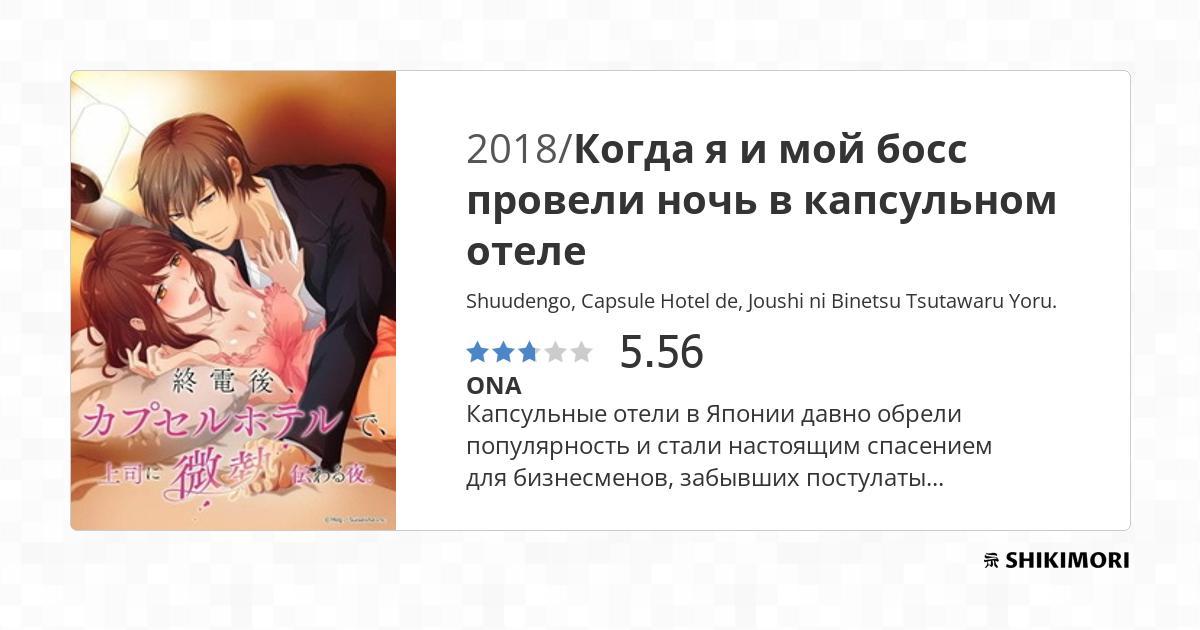 2018/Когда я и мой босс
провели ночь в капсульном
отеле
Shuudengo, Capsule Hotel de, Joushi ni Binetsu Tsutawaru Yoru.
5.56
ONA
Капсульные отели в Японии давно обрели
популярность и стали настоящим спасением
для бизнесменов, забывших постулаты...
終電後、
カプセルホテルで、
上司に微熱伝わる夜。
SHIKIMORI